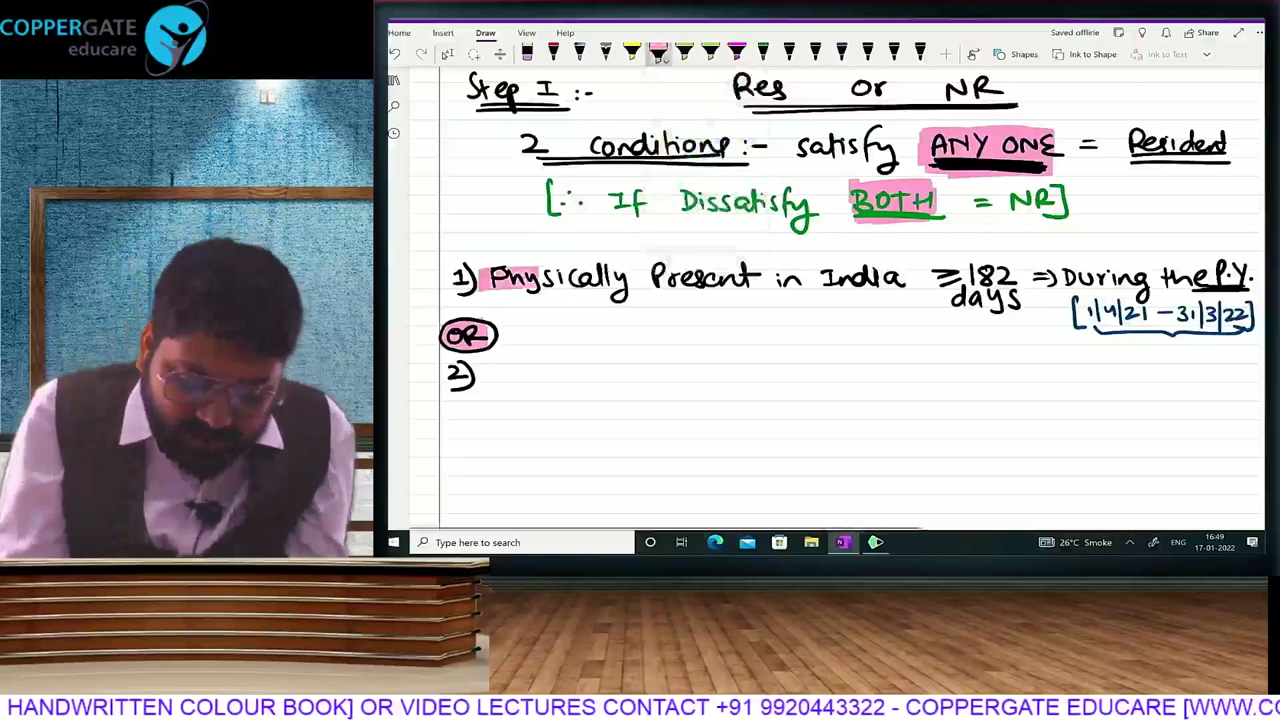 COPPERGATE
educare
Home Insert Draw View Help
Saved offline
Share
Shapes
Ink to Shape
Ink to Text
Step I :- Res Or NR
2 conditions :- satisfy ANY ONE = Resident
[∴ If Dissatisfy BOTH = NR]
1) Physically Present in India ≥ 182 days => During the P.Y.
[1/4/21 - 31/3/22]
OR
2)
Type here to search
26°C Smoke
ENG
16:49
17-01-2022
HANDWRITTEN COLOUR BOOK] OR VIDEO LECTURES CONTACT +91 9920443322 - COPPERGATE EDUCARE [WWW.CO